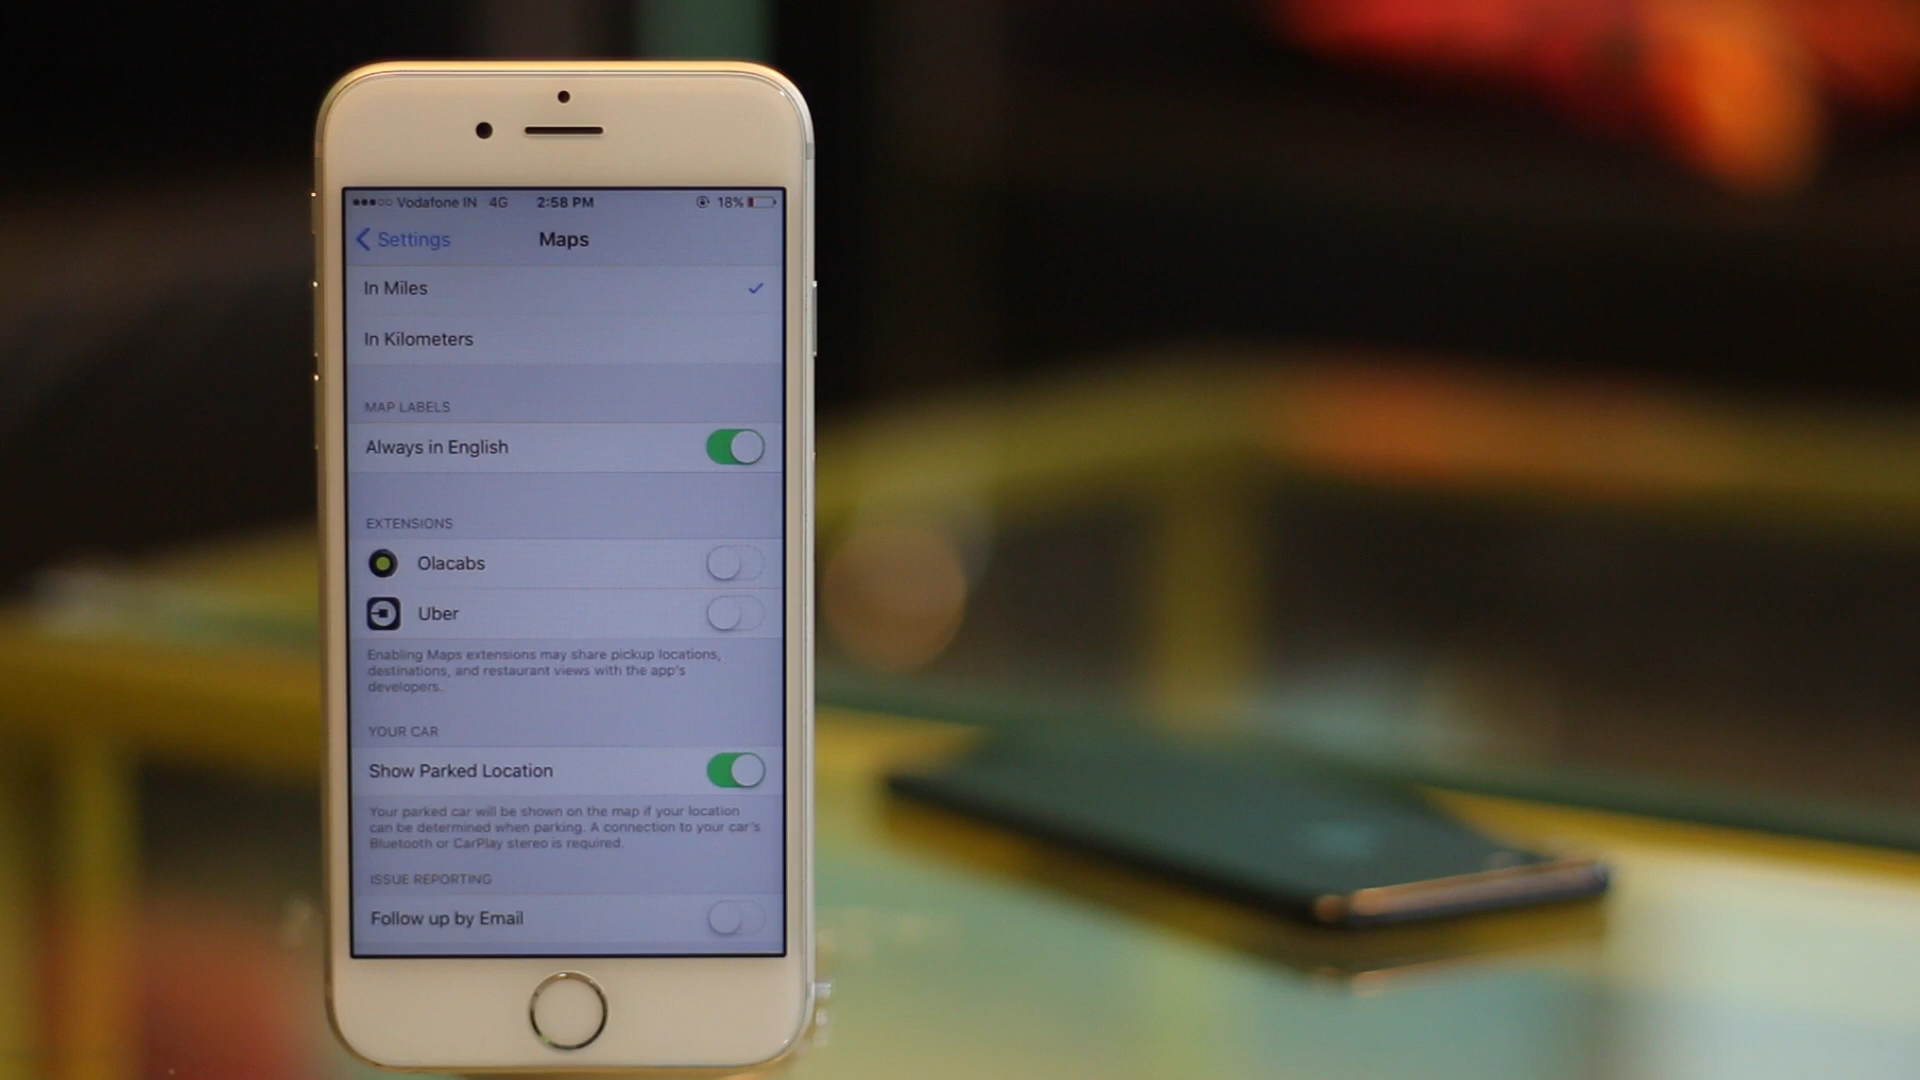 Vodafone IN 4G 2:58 PM 18%
Settings Maps
In Miles
In Kilometers
MAP LABELS
Always in English
EXTENSIONS
Olacabs
Uber
Enabling Maps extensions may share pickup locations,
destinations, and restaurant views with the app's
developers.
YOUR CAR
Show Parked Location
Your parked car will be shown on the map if your location
can be determined when parking. A connection to your car's
Bluetooth or CarPlay stereo is required.
ISSUE REPORTING
Follow up by Email